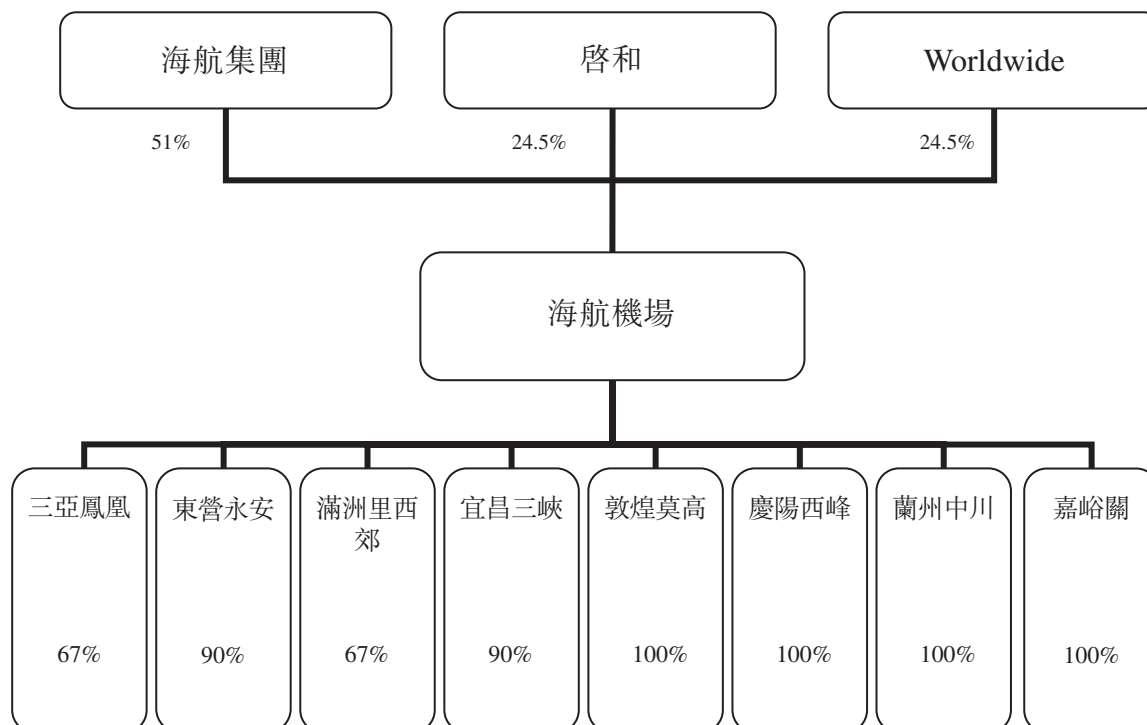 海航集團
啓和
Worldwide
51%
24.5%
24.5%
海航機場
三亞鳳凰
東營永安
滿洲里西
郊
宜昌三峽
敦煌莫高
慶陽西峰
蘭州中川
嘉峪關
67%
90%
67%
90%
100%
100%
100%
100%